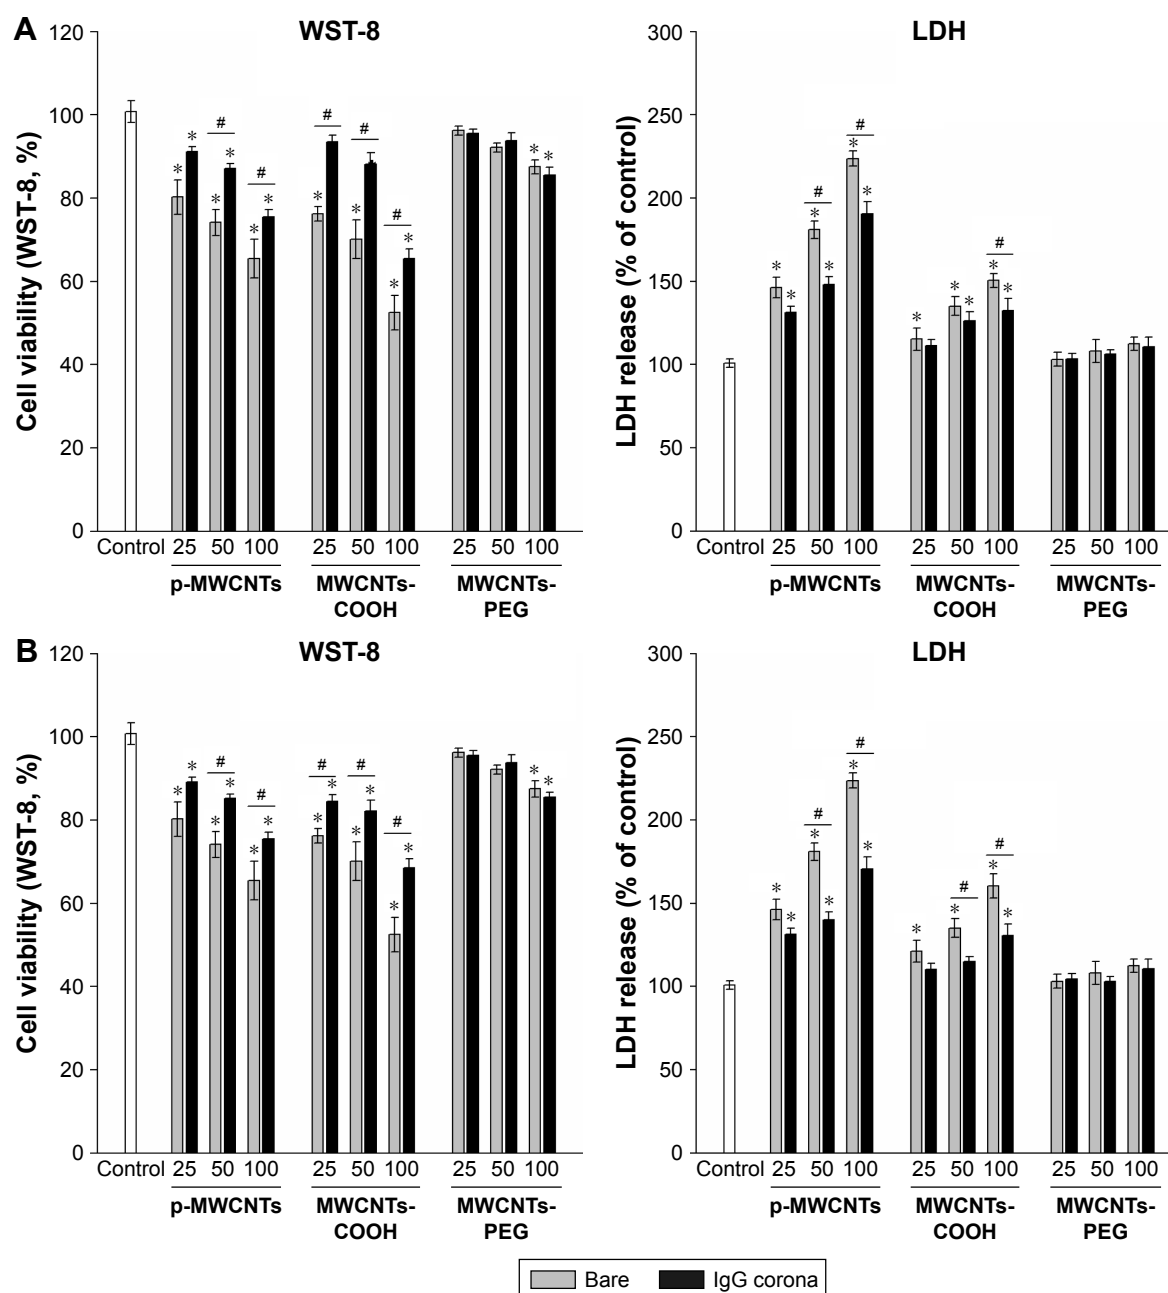 A
WST-8
Cell viability (WST-8, %)
120
100
80
60
40
20
0
* * # * * # * * # * # * * # * * # * * *
Control 25 50 100 25 50 100 25 50 100
p-MWCNTs MWCNTs-COOH MWCNTs-PEG
LDH
LDH release (% of control)
300
250
200
150
100
50
0
* * # * * # * * * * * # * *
Control 25 50 100 25 50 100 25 50 100
p-MWCNTs MWCNTs-COOH MWCNTs-PEG
B
WST-8
Cell viability (WST-8, %)
120
100
80
60
40
20
0
* * # * * # * * # * * # * * # * * * *
Control 25 50 100 25 50 100 25 50 100
p-MWCNTs MWCNTs-COOH MWCNTs-PEG
LDH
LDH release (% of control)
300
250
200
150
100
50
0
* * # * * # * * * # * # * *
Control 25 50 100 25 50 100 25 50 100
p-MWCNTs MWCNTs-COOH MWCNTs-PEG
Bare IgG corona